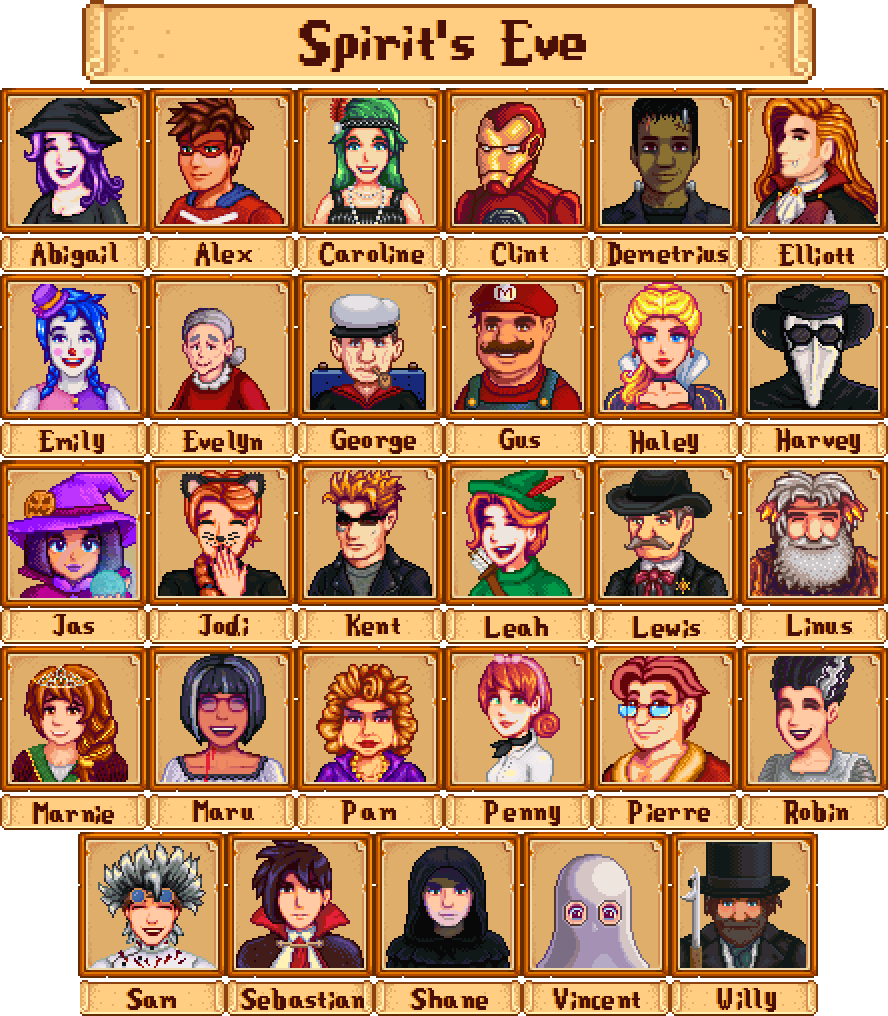 Spirit's Eve
Abigail Alex Caroline Clint Demetrius Elliott
M
Emily Evelyn George Gus Haley Harvey
Jas Jodi Kent Leah Lewis Linus
Marnie Maru Pam Penny Pierre Robin
Sam Sebastian Shane Vincent Willy